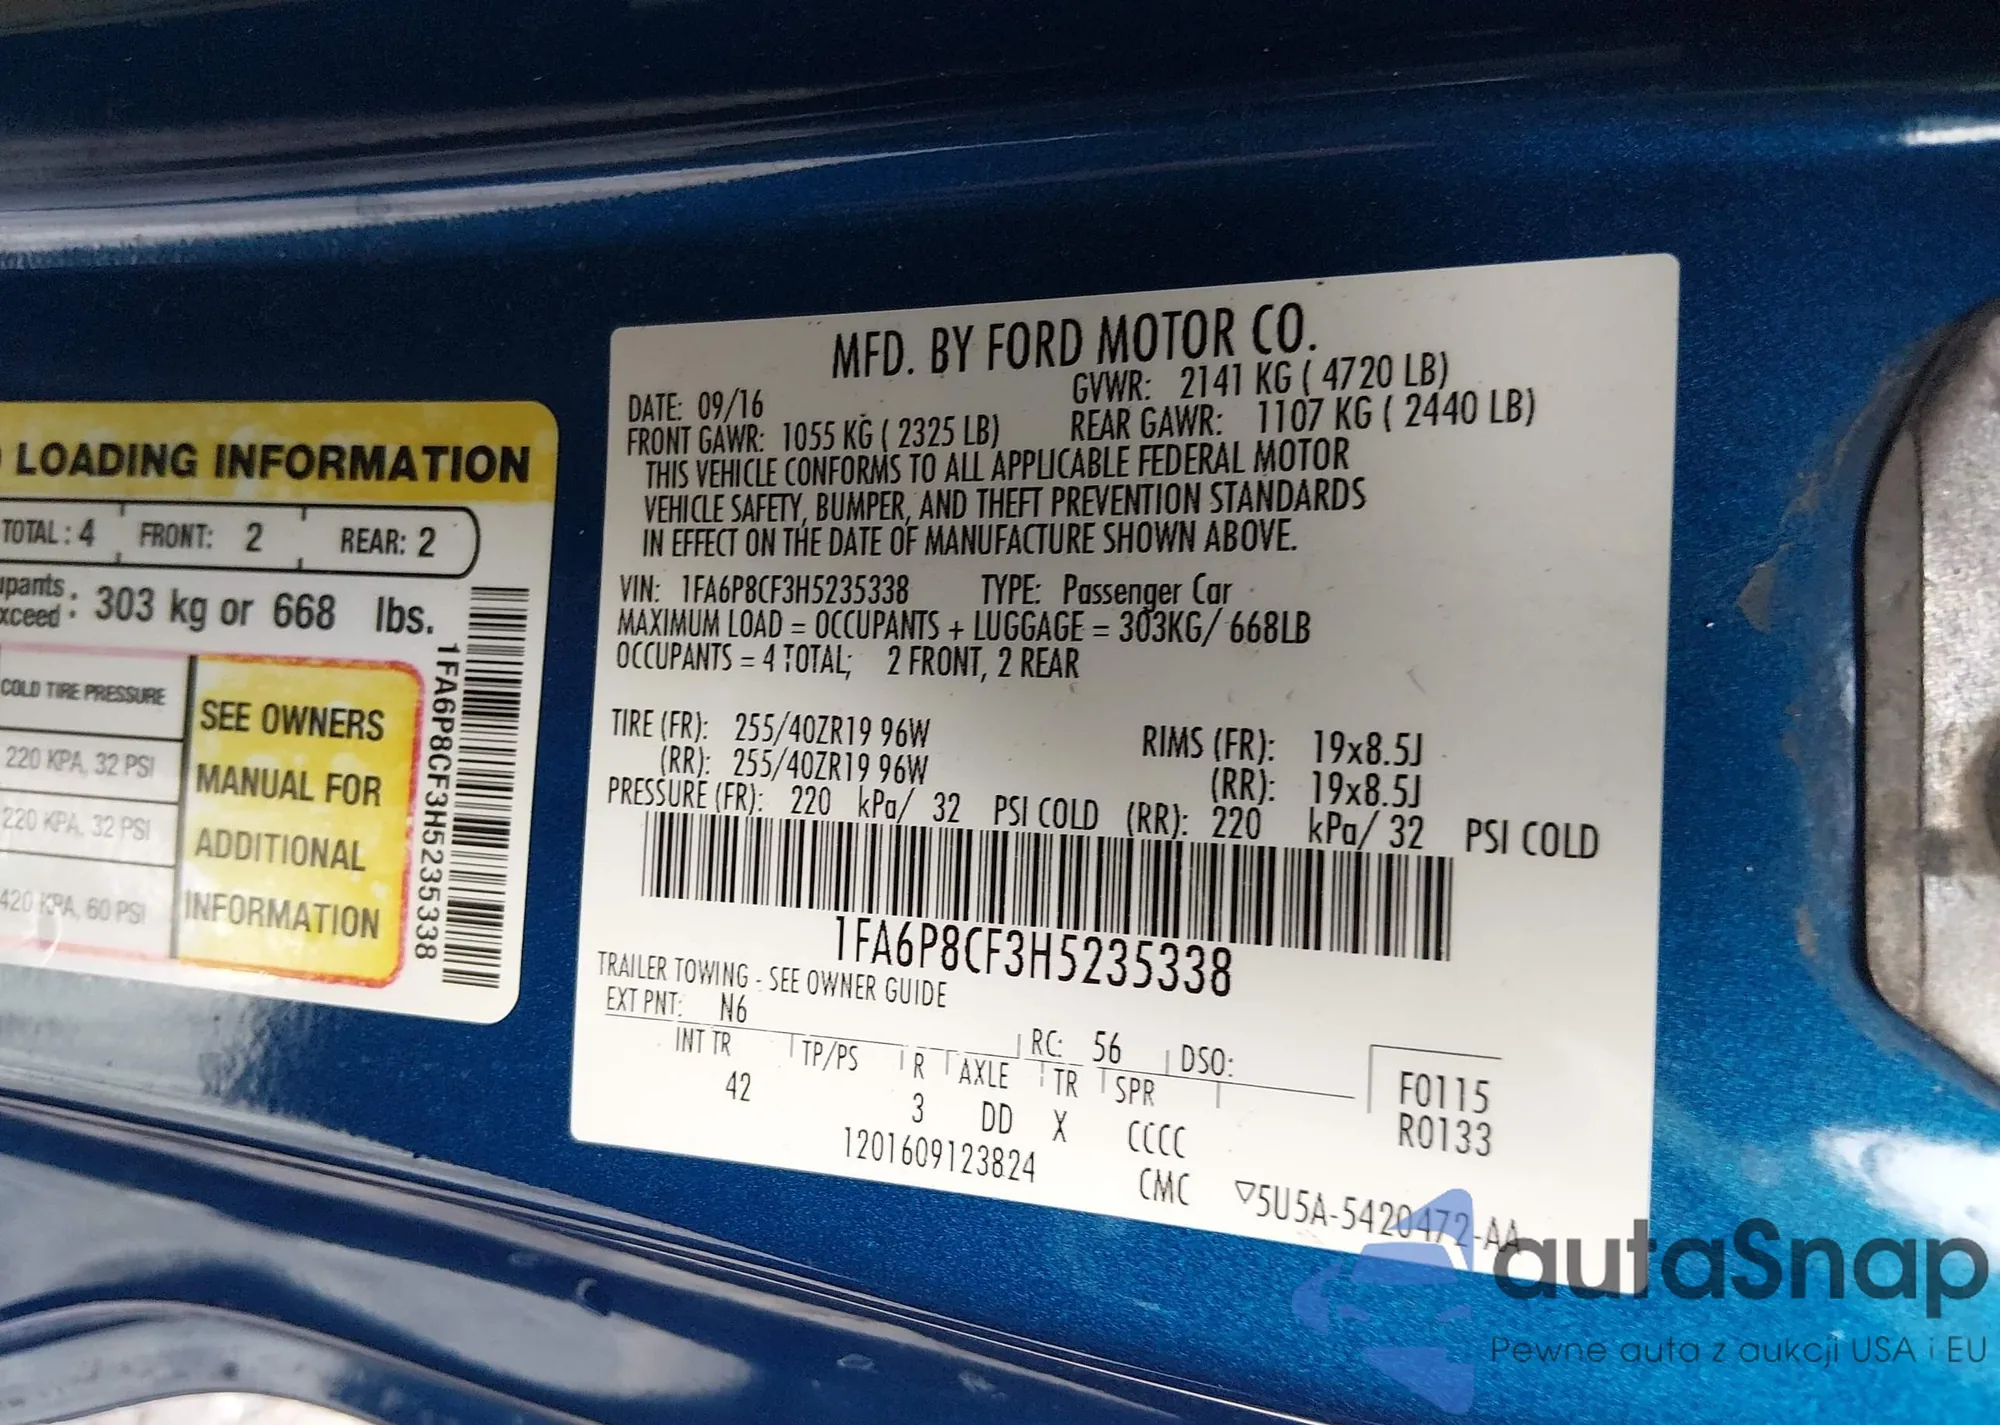 LOADING INFORMATION
TOTAL : 4 FRONT: 2 REAR: 2
303 kg or 668 lbs.
COLD TIRE PRESSURE
220 KPA, 32 PSI
220 KPA, 32 PSI
420 KPA, 60 PSI
SEE OWNERS
MANUAL FOR
ADDITIONAL
INFORMATION
1FA6P8CF3H5235338
MFD. BY FORD MOTOR CO.
DATE: 09/16 GVWR: 2141 KG ( 4720 LB)
FRONT GAWR: 1055 KG ( 2325 LB) REAR GAWR: 1107 KG ( 2440 LB)
THIS VEHICLE CONFORMS TO ALL APPLICABLE FEDERAL MOTOR
VEHICLE SAFETY, BUMPER, AND THEFT PREVENTION STANDARDS
IN EFFECT ON THE DATE OF MANUFACTURE SHOWN ABOVE.
VIN: 1FA6P8CF3H5235338 TYPE: Passenger Car
MAXIMUM LOAD = OCCUPANTS + LUGGAGE = 303KG/ 668LB
OCCUPANTS = 4 TOTAL; 2 FRONT, 2 REAR
TIRE (FR): 255/40ZR19 96W RIMS (FR): 19x8.5J
(RR): 255/40ZR19 96W (RR): 19x8.5J
PRESSURE (FR): 220 kPa/ 32 PSI COLD (RR): 220 kPa/ 32 PSI COLD
1FA6P8CF3H5235338
TRAILER TOWING - SEE OWNER GUIDE
EXT PNT: N6 RC: 56 DSO:
INT TR TP/PS R AXLE TR SPR F0115
42 3 DD X CCCC R0133
1201609123824 CMC ▽5U5A-5420472-AA
autaSnap
Pewne auta z aukcji USA i EU